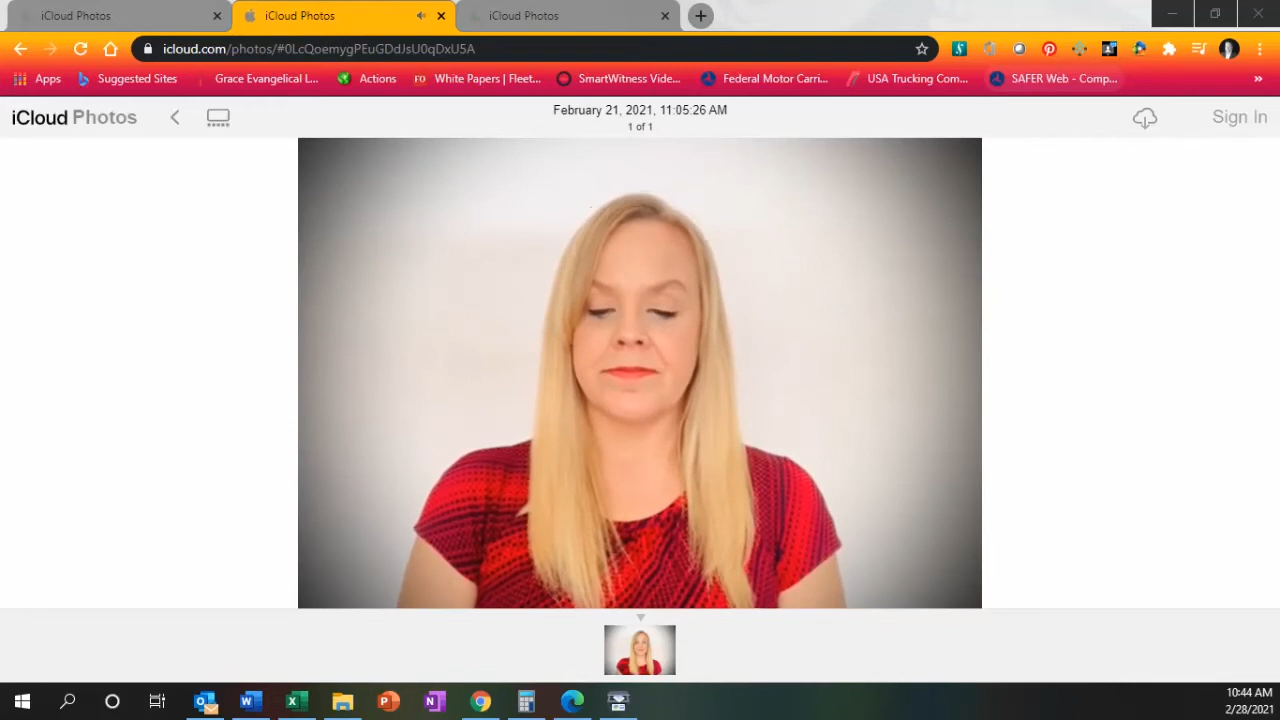 iCloud Photos
iCloud Photos
iCloud Photos
icloud.com/photos/#0LcQoemygPEuGDdJsU0qDxU5A
Apps
Suggested Sites
Grace Evangelical L...
Actions
FO White Papers | Fleet...
SmartWitness Vide...
Federal Motor Carri...
USA Trucking Com...
SAFER Web - Comp...
»
iCloud Photos
February 21, 2021, 11:05:26 AM
1 of 1
Sign In
10:44 AM
2/28/2021